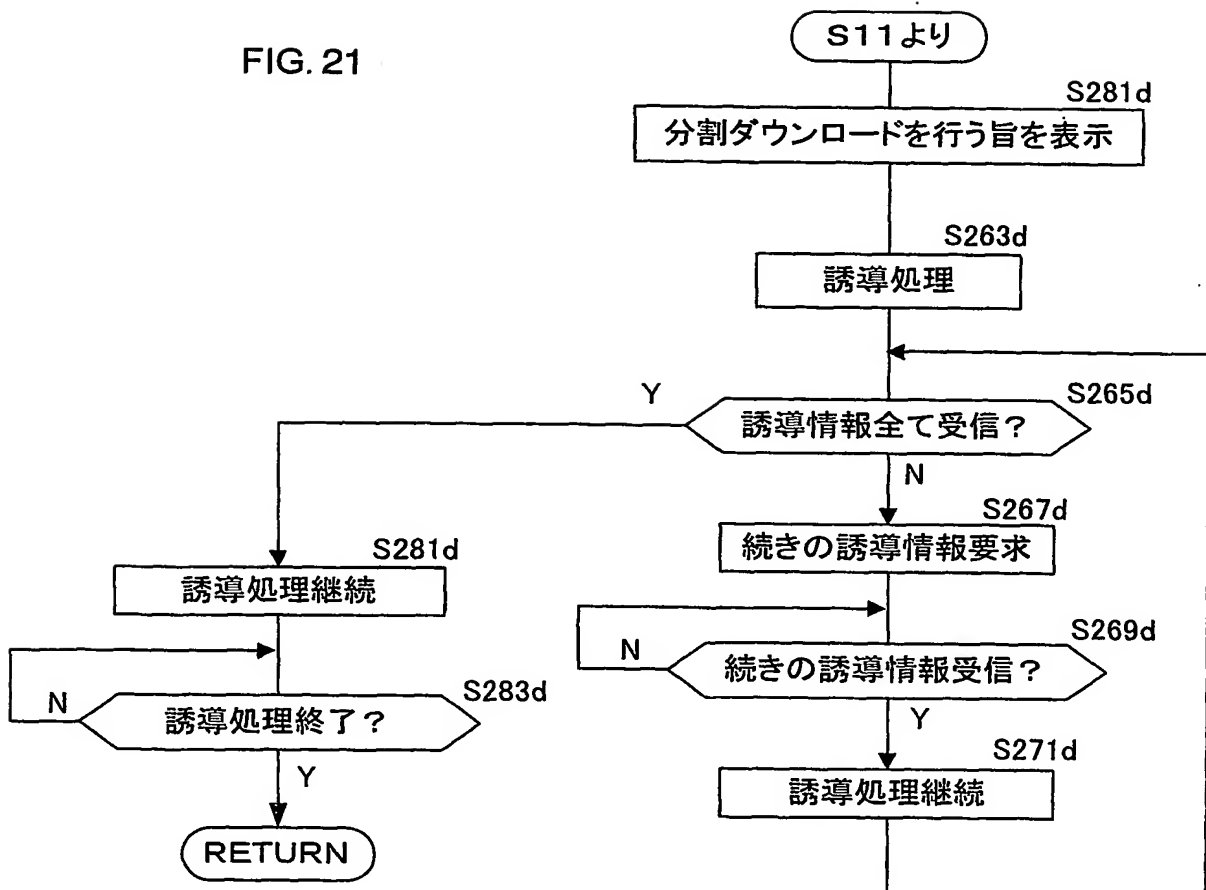 FIG. 21
S11より
S281d
分割ダウンロードを行う旨を表示
S263d
誘導処理
S265d
Y
誘導情報全て受信?
N
S267d
続きの誘導情報要求
S281d
誘導処理継続
S269d
N
続きの誘導情報受信?
Y
S283d
N
誘導処理終了?
Y
S271d
誘導処理継続
RETURN